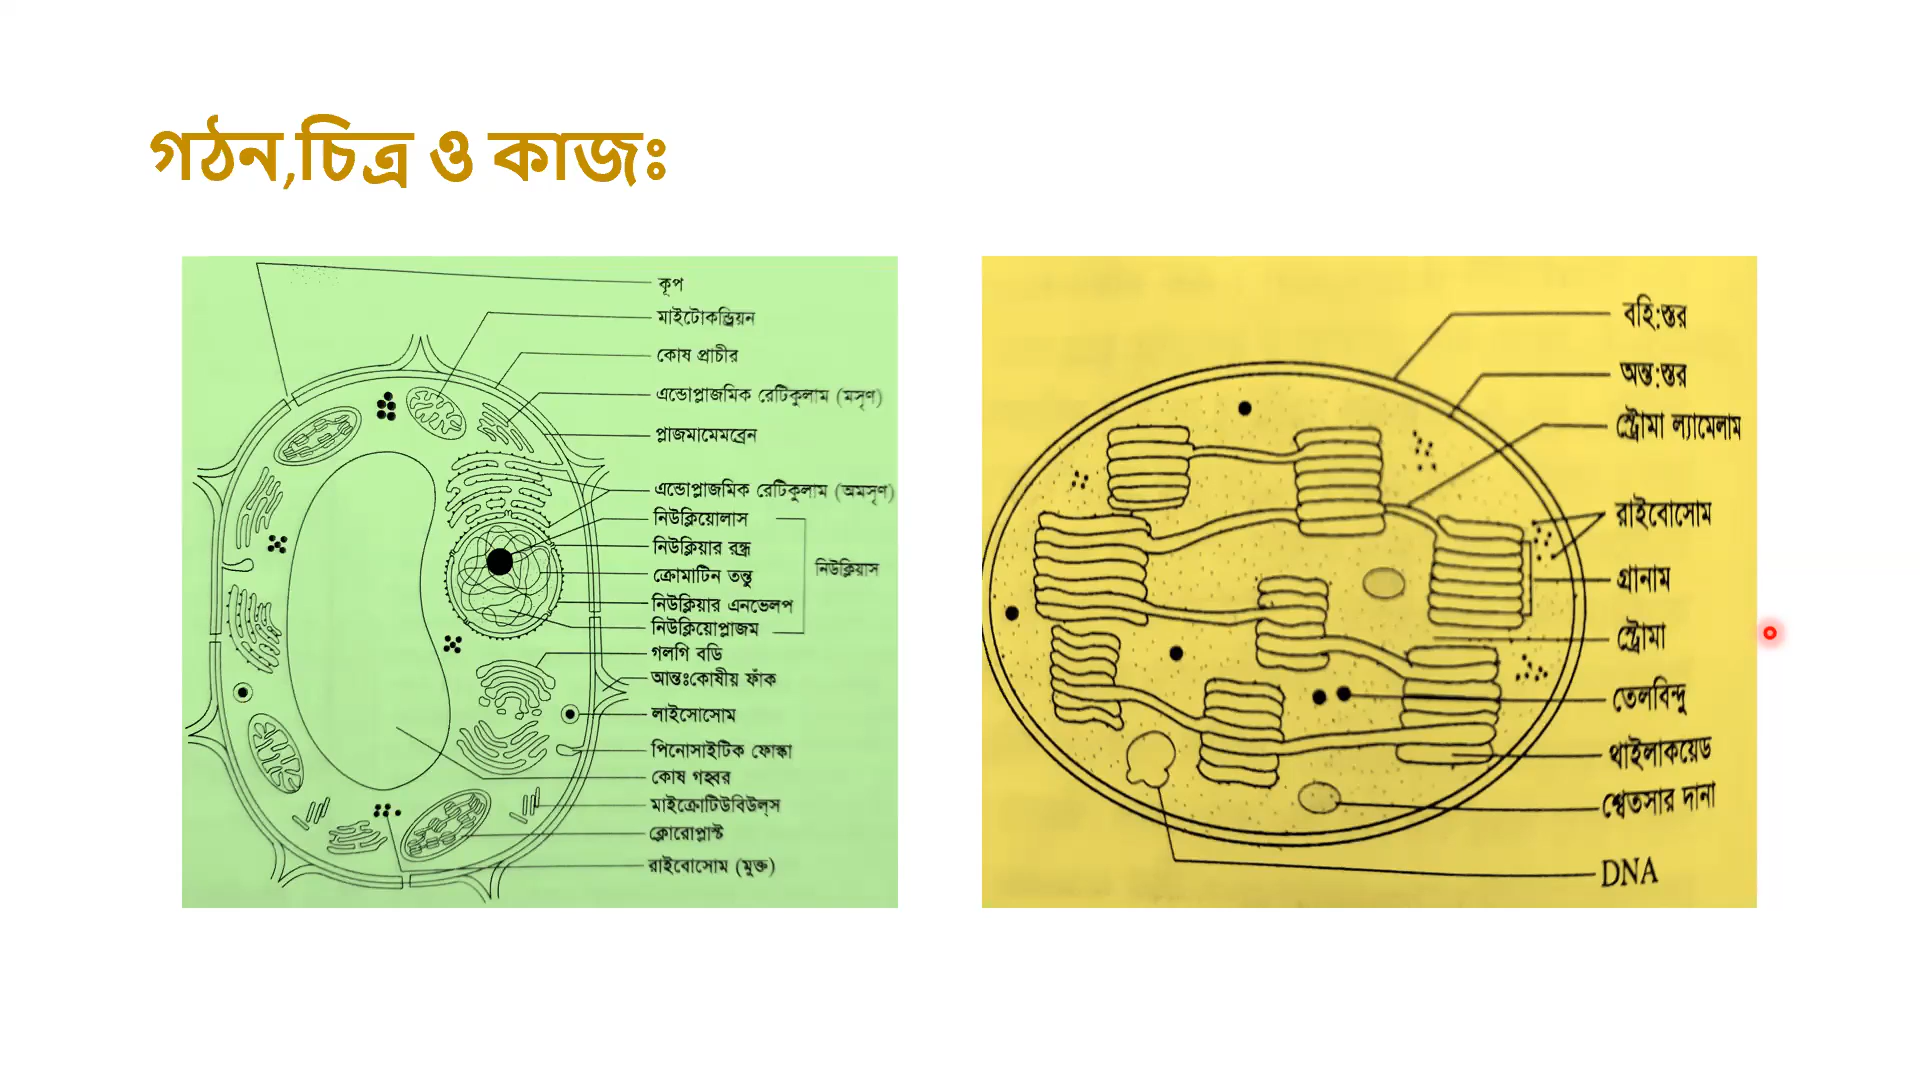 গঠন,চিত্র ও কাজঃ
কূপ
মাইটোকন্ড্রিয়ন
কোষ প্রাচীর
এন্ডোপ্লাজমিক রেটিকুলাম (মসৃণ)
প্লাজমামেমব্রেন
এন্ডোপ্লাজমিক রেটিকুলাম (অমসৃণ)
নিউক্লিয়োলাস
নিউক্লিয়ার রন্ধ্র
ক্রোমাটিন তন্তু
নিউক্লিয়ার এনভেলপ
নিউক্লিয়োপ্লাজম
নিউক্লিয়াস
গলগি বডি
আন্তঃকোষীয় ফাঁক
লাইসোসোম
পিনোসাইটিক ফোস্কা
কোষ গহ্বর
মাইক্রোটিউবিউল্‌স
ক্লোরোপ্লাস্ট
রাইবোসোম (মুক্ত)
বহি:স্তর
অন্ত:স্তর
স্ট্রোমা ল্যামেলাম
রাইবোসোম
গ্রানাম
স্ট্রোমা
তেলবিন্দু
থাইলাকয়েড
শ্বেতসার দানা
DNA